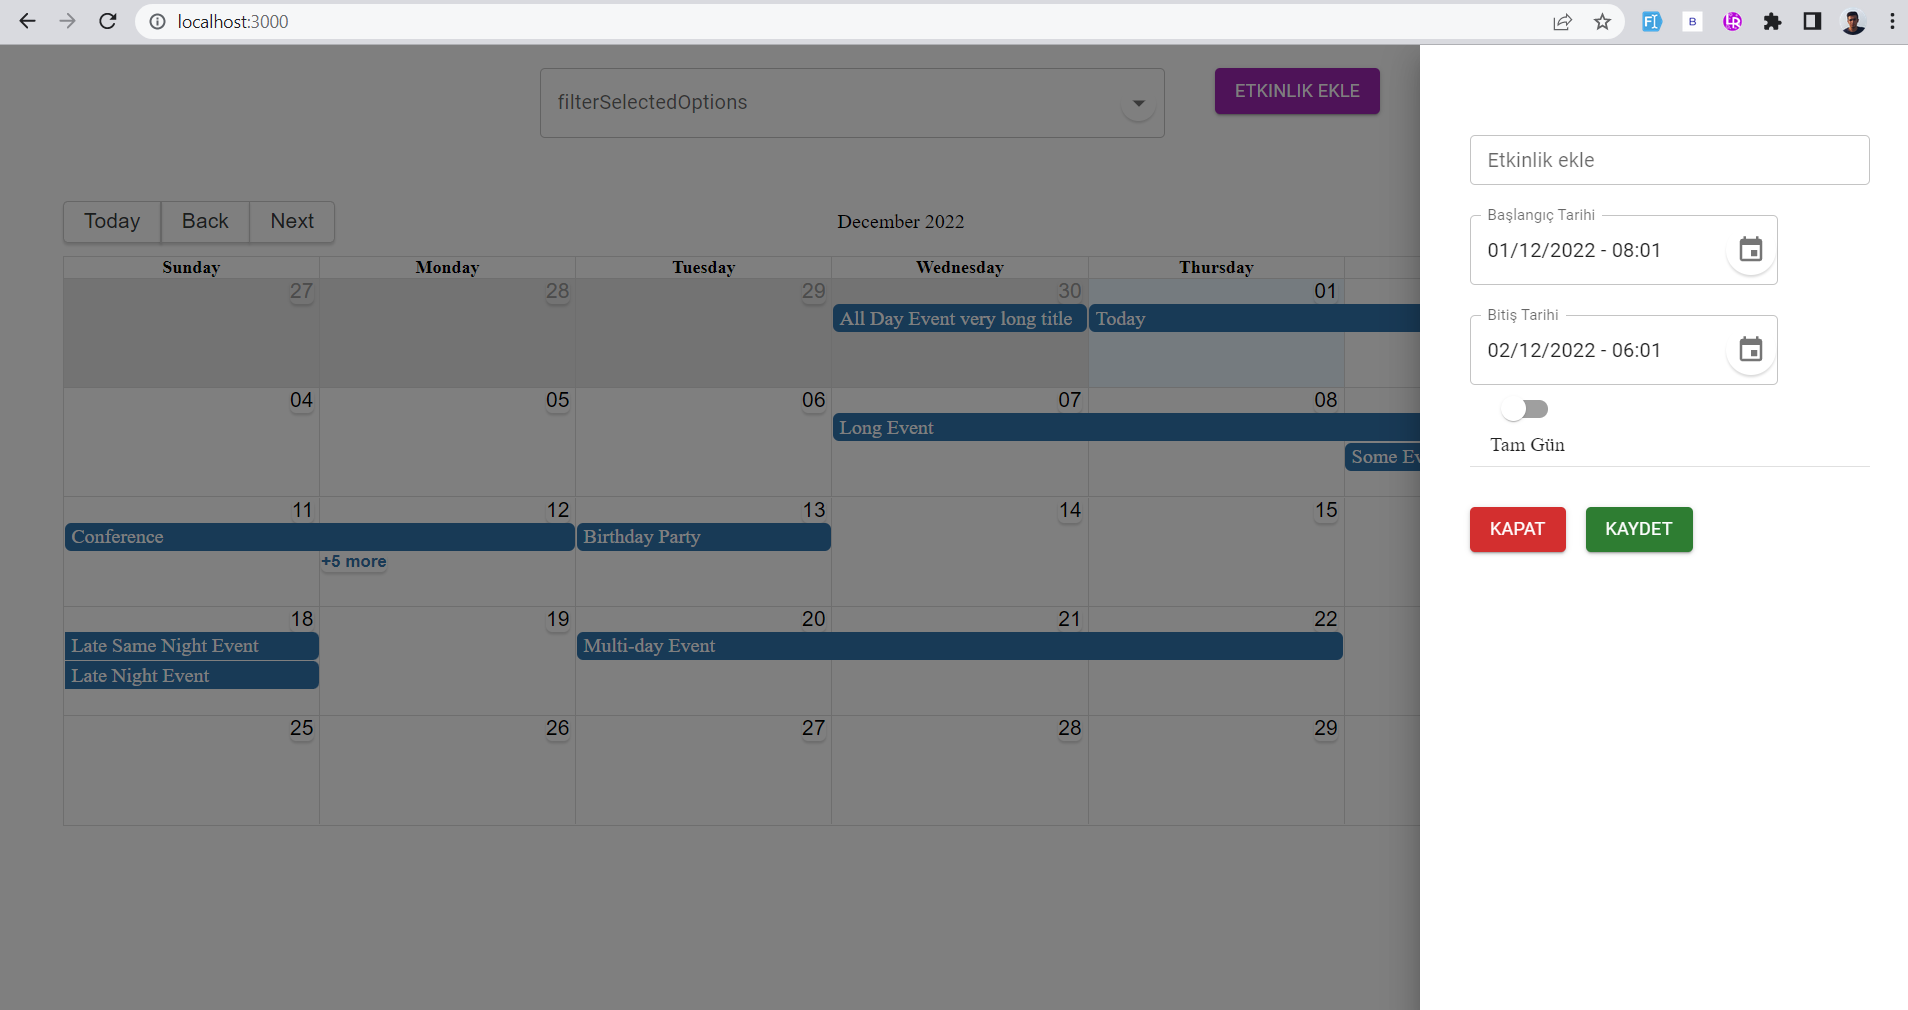 localhost:3000
filterSelectedOptions
ETKINLIK EKLE
Today Back Next
December 2022
Sunday Monday Tuesday Wednesday Thursday
27 28 29 30 01
All Day Event very long title Today
04 05 06 07 08
Long Event
Some Ev
11 12 13 14 15
Conference Birthday Party
+5 more
18 19 20 21 22
Late Same Night Event Multi-day Event
Late Night Event
25 26 27 28 29
Etkinlik ekle
Başlangıç Tarihi
01/12/2022 - 08:01
Bitiş Tarihi
02/12/2022 - 06:01
Tam Gün
KAPAT KAYDET